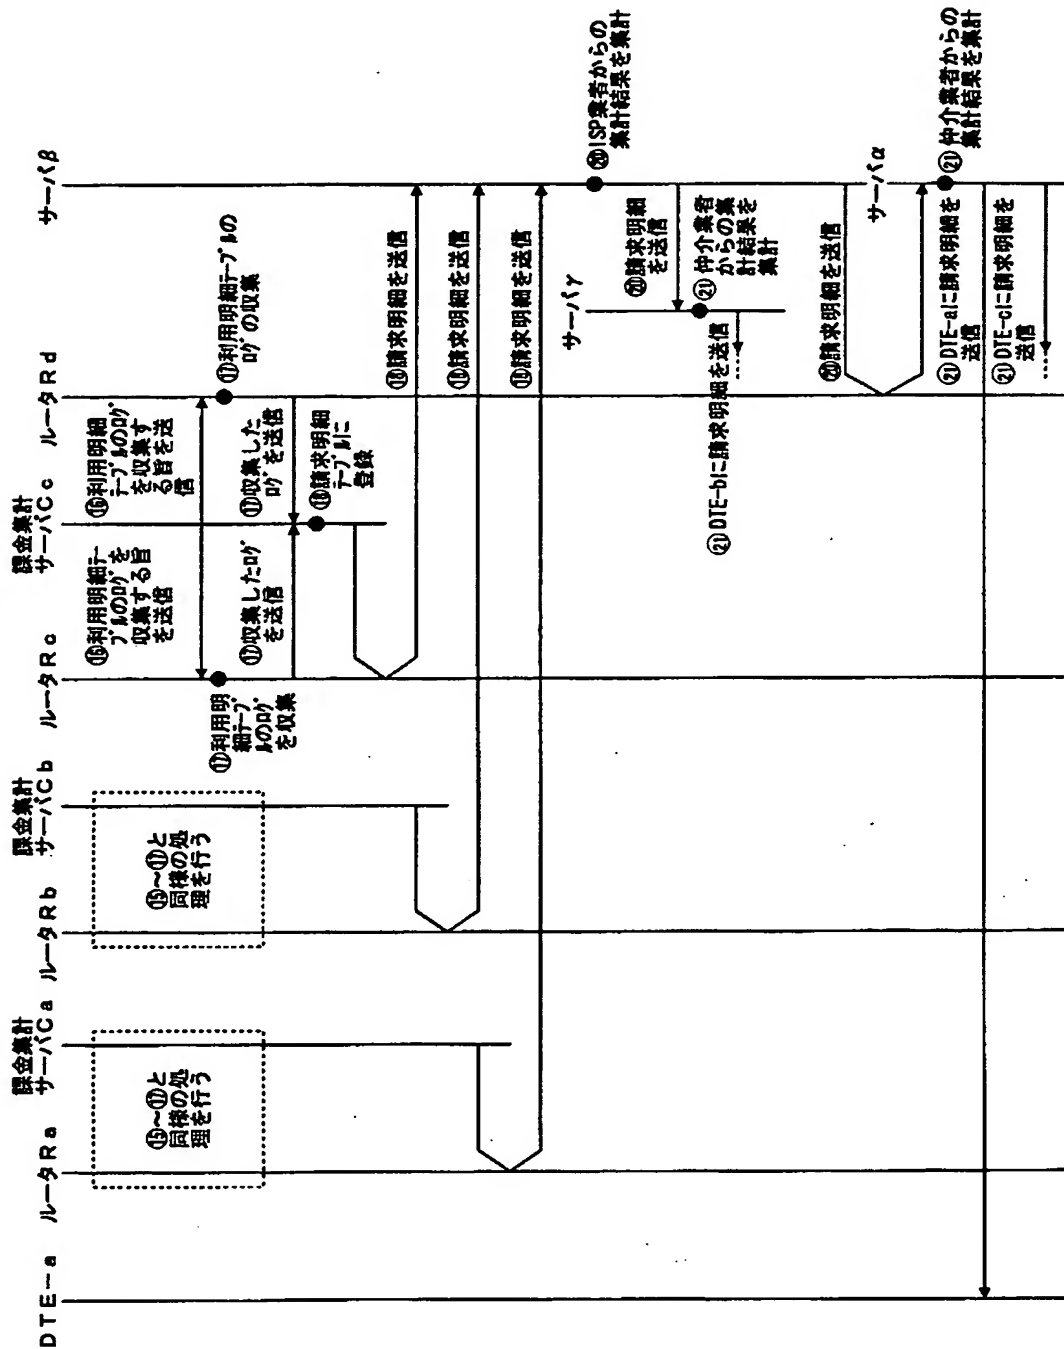 DTE-a
ルータRa
課金集計
サーバCa
ルータRb
課金集計
サーバCb
ルータRc
課金集計
サーバCc
ルータRd
サーバβ
⑮~⑰と
同様の処
理を行う
⑮~⑰と
同様の処
理を行う
⑯利用明細テー
ブルのログを
収集する旨
を送信
⑯利用明細
テーブルのログ
を収集す
る旨を送
信
⑰利用明
細テーブ
ルのログ
を収集
⑰利用明細テーブルの
ログの収集
⑰収集したログ
を送信
⑰収集した
ログを送信
⑱請求明細
テーブルに
登録
⑲請求明細を送信
⑲請求明細を送信
⑲請求明細を送信
⑳ISP業者からの
集計結果を集計
サーバγ
⑳請求明細
を送信
㉑仲介業者
からの集
計結果を
集計
㉑DTE-bに請求明細を送信
⑳請求明細を送信
サーバα
㉑仲介業者からの
集計結果を集計
㉑DTE-aに請求明細を
送信
㉑DTE-cに請求明細を
送信